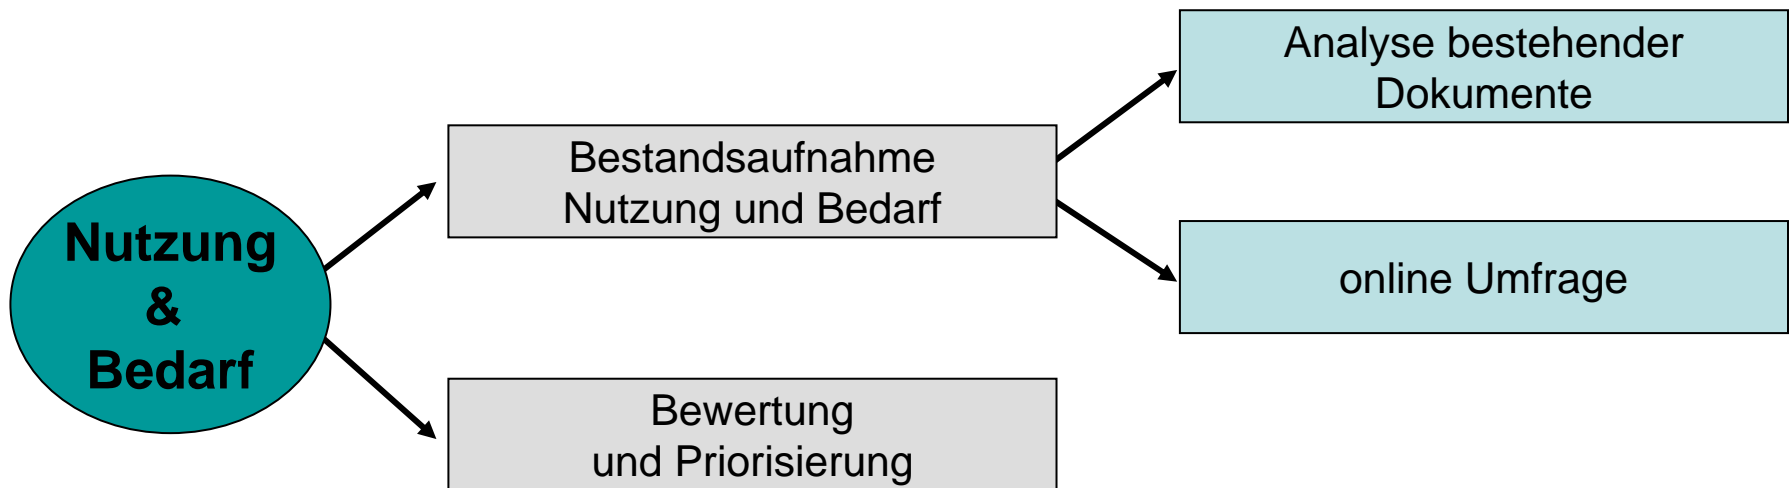 Nutzung
&
Bedarf
Bestandsaufnahme
Nutzung und Bedarf
Bewertung
und Priorisierung
Analyse bestehender
Dokumente
online Umfrage